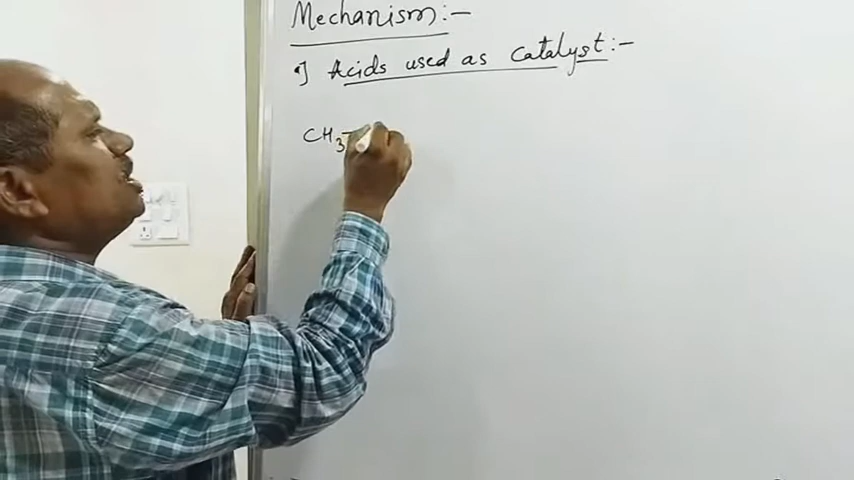 Mechanism:-
•] Acids used as catalyst:-
CH3-